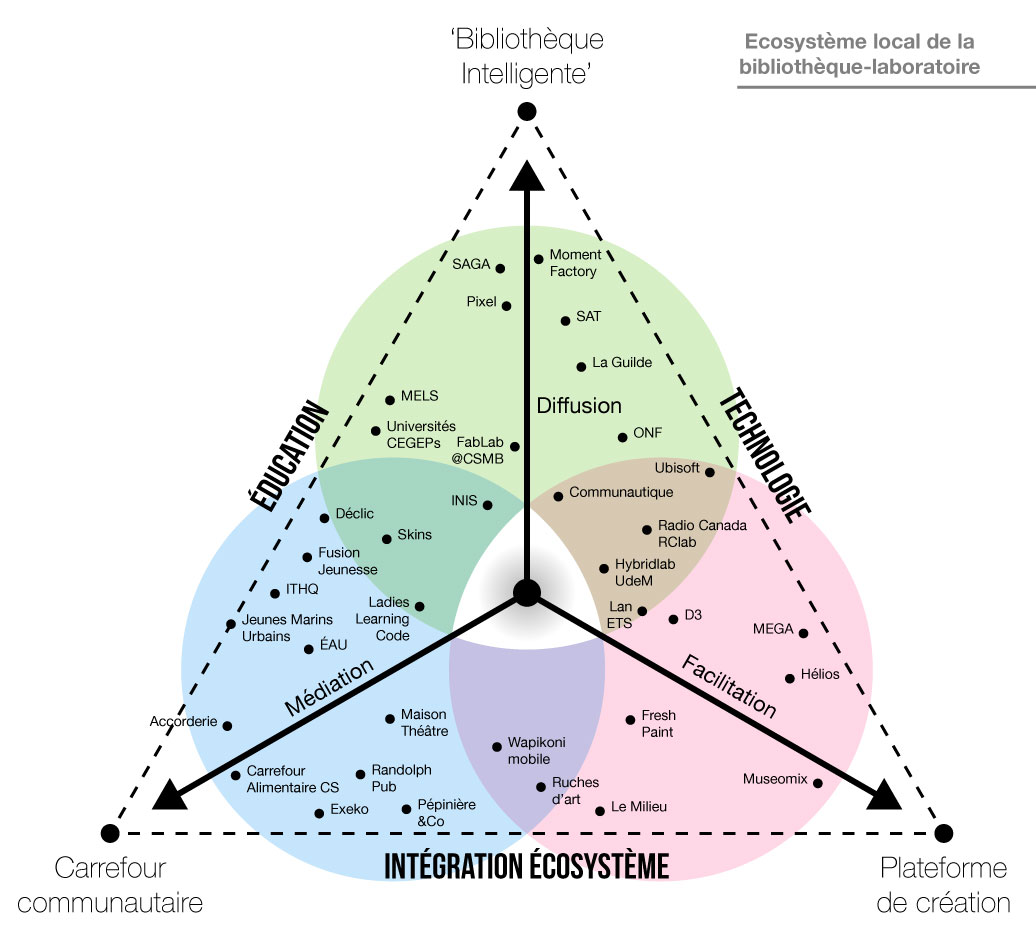 ‘Bibliothèque
Intelligente’
Ecosystème local de la
bibliothèque-laboratoire
SAGA
Moment
Factory
Pixel
SAT
La Guilde
MELS
Diffusion
Universités
CEGEPs
FabLab
@CSMB
ONF
ÉDUCATION
TECHNOLOGIE
Ubisoft
INIS
Communautique
Déclic
Skins
Radio Canada
RClab
Fusion
Jeunesse
Hybridlab
UdeM
ITHQ
Ladies
Learning
Code
Lan
ETS
D3
Jeunes Marins
Urbains
MEGA
ÉAU
Médiation
Facilitation
Hélios
Accorderie
Maison
Théâtre
Fresh
Paint
Wapikoni
mobile
Carrefour
Alimentaire CS
Randolph
Pub
Ruches
d’art
Museomix
Exeko
Pépinière
&Co
Le Milieu
Carrefour
communautaire
INTÉGRATION ÉCOSYSTÈME
Plateforme
de création